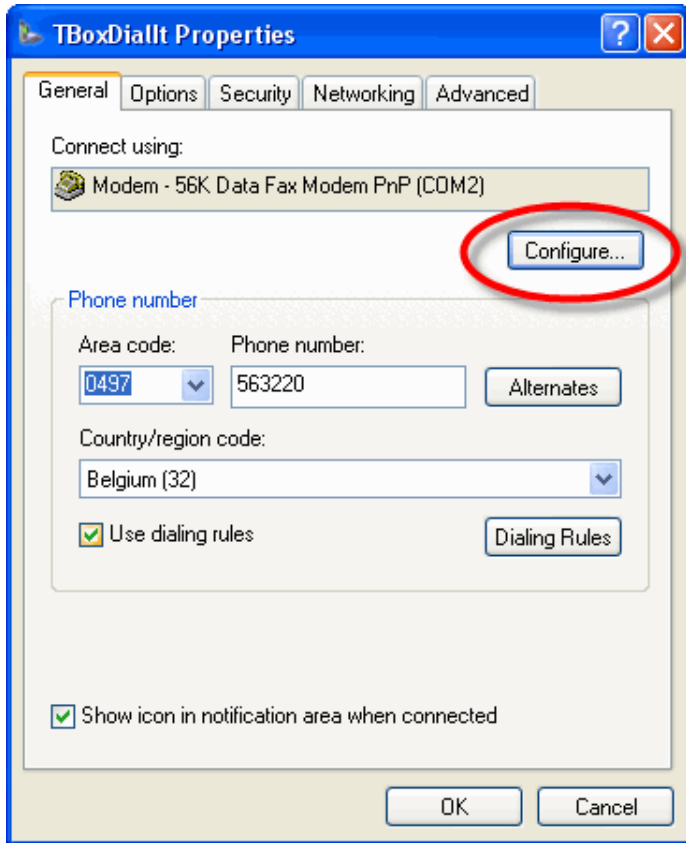 TBoxDiallt Properties
?
General Options Security Networking Advanced
Connect using:
Modem - 56K Data Fax Modem PnP (COM2)
Configure...
Phone number
Area code: Phone number:
0497 563220 Alternates
Country/region code:
Belgium (32)
Use dialing rules Dialing Rules
Show icon in notification area when connected
OK Cancel